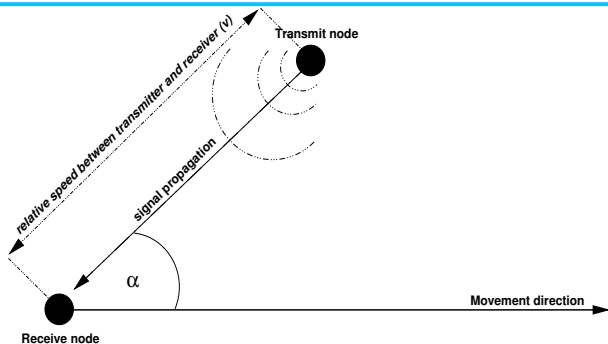 Transmit node
relative speed between transmitter and receiver (v)
signal propagation
α
Movement direction
Receive node